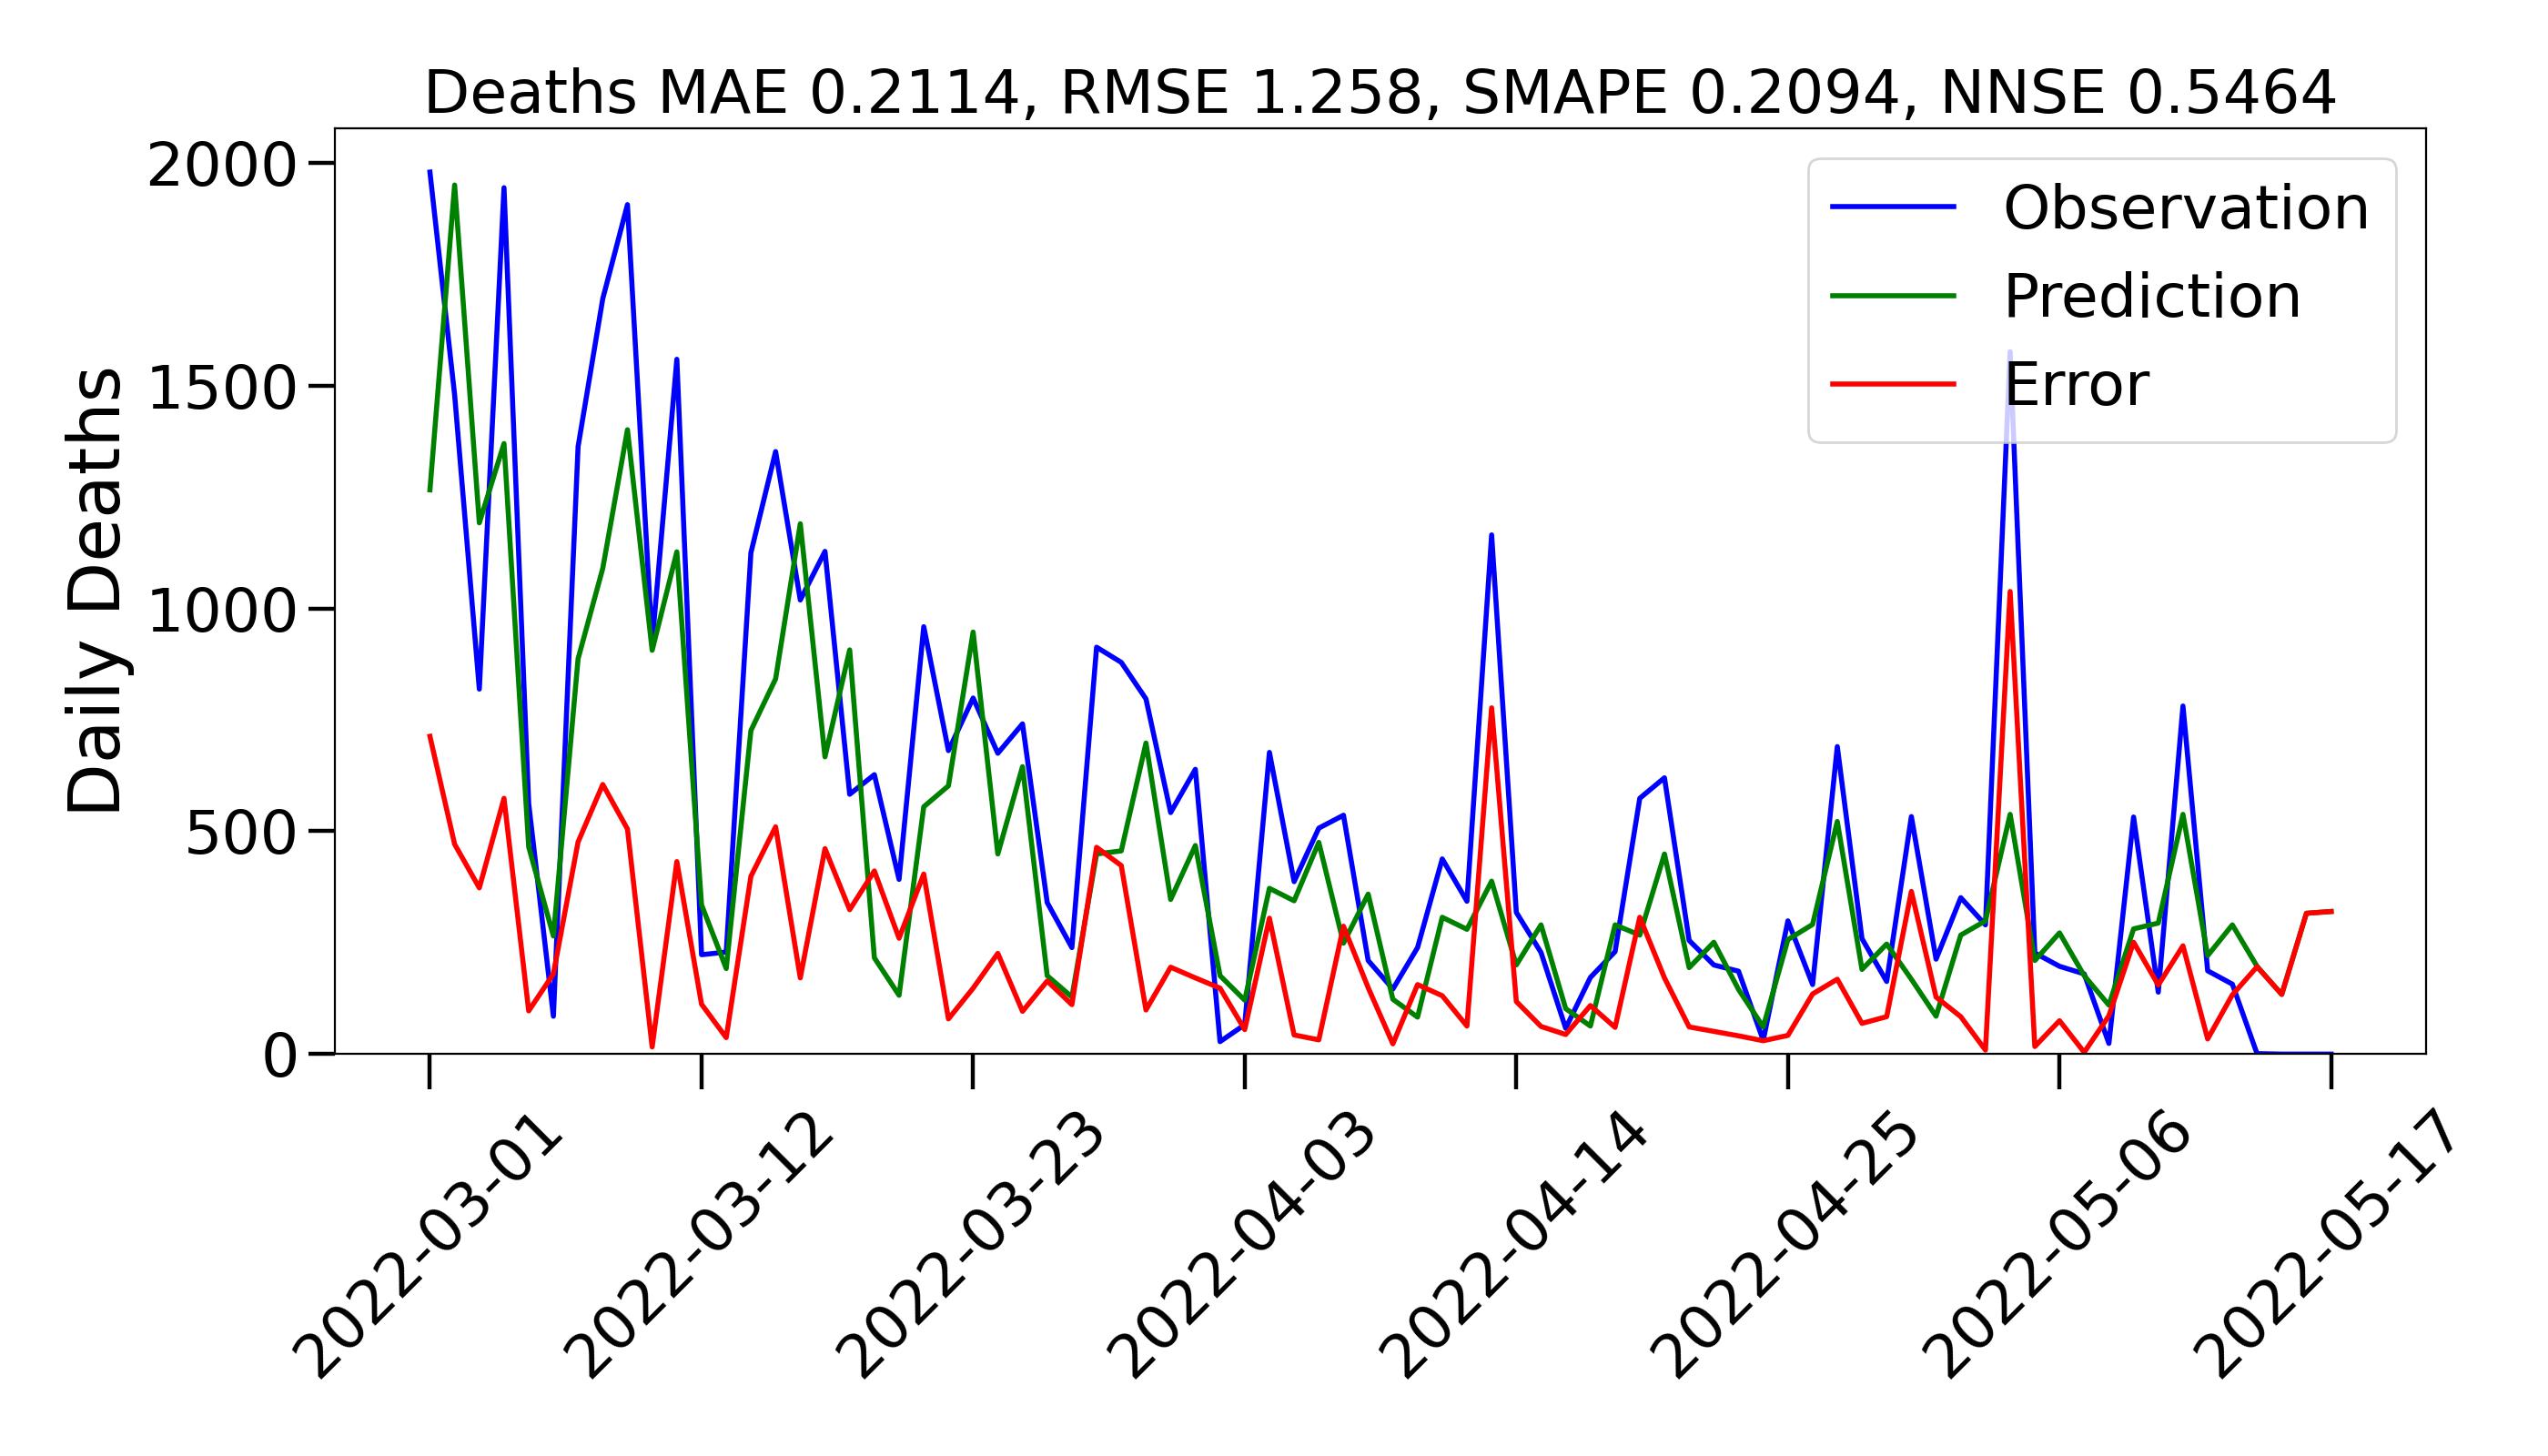 Deaths MAE 0.2114, RMSE 1.258, SMAPE 0.2094, NNSE 0.5464
Daily Deaths
2000
1500
1000
500
0
Observation
Prediction
Error
2022-03-01
2022-03-12
2022-03-23
2022-04-03
2022-04-14
2022-04-25
2022-05-06
2022-05-17